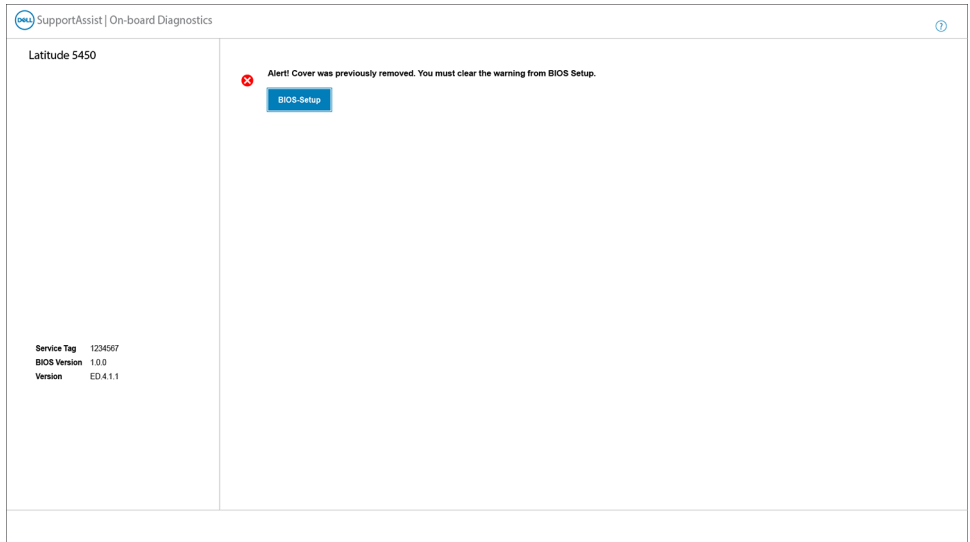 DELL SupportAssist | On-board Diagnostics
?
Latitude 5450
Alert! Cover was previously removed. You must clear the warning from BIOS Setup.
BIOS-Setup
Service Tag 1234567
BIOS Version 1.0.0
Version ED.4.1.1